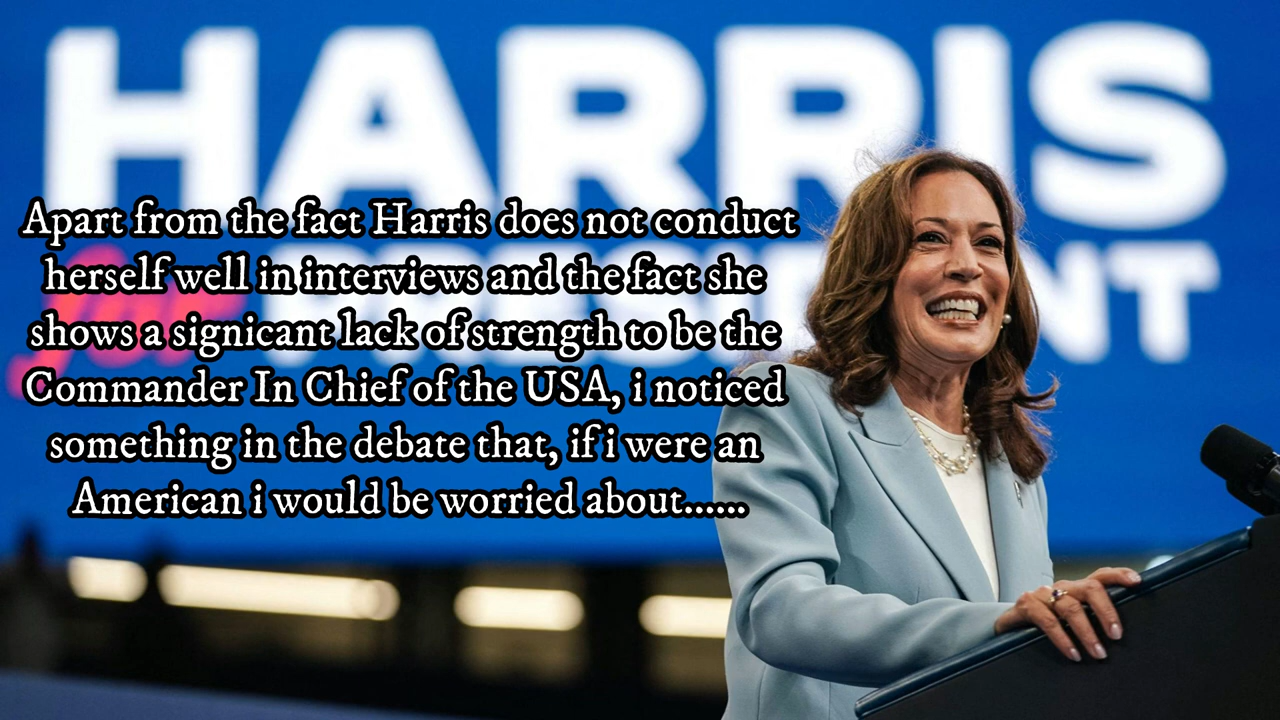 HARRIS
for PRESIDENT
Apart from the fact Harris does not conduct
herself well in interviews and the fact she
shows a signicant lack of strength to be the
Commander In Chief of the USA, i noticed
something in the debate that, if i were an
American i would be worried about......